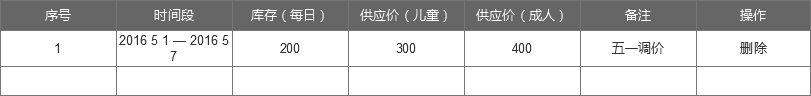 序号 时间段 库存（每日） 供应价（儿童） 供应价（成人） 备注 操作
1 2016 5 1 — 2016 5 7 200 300 400 五一调价 删除